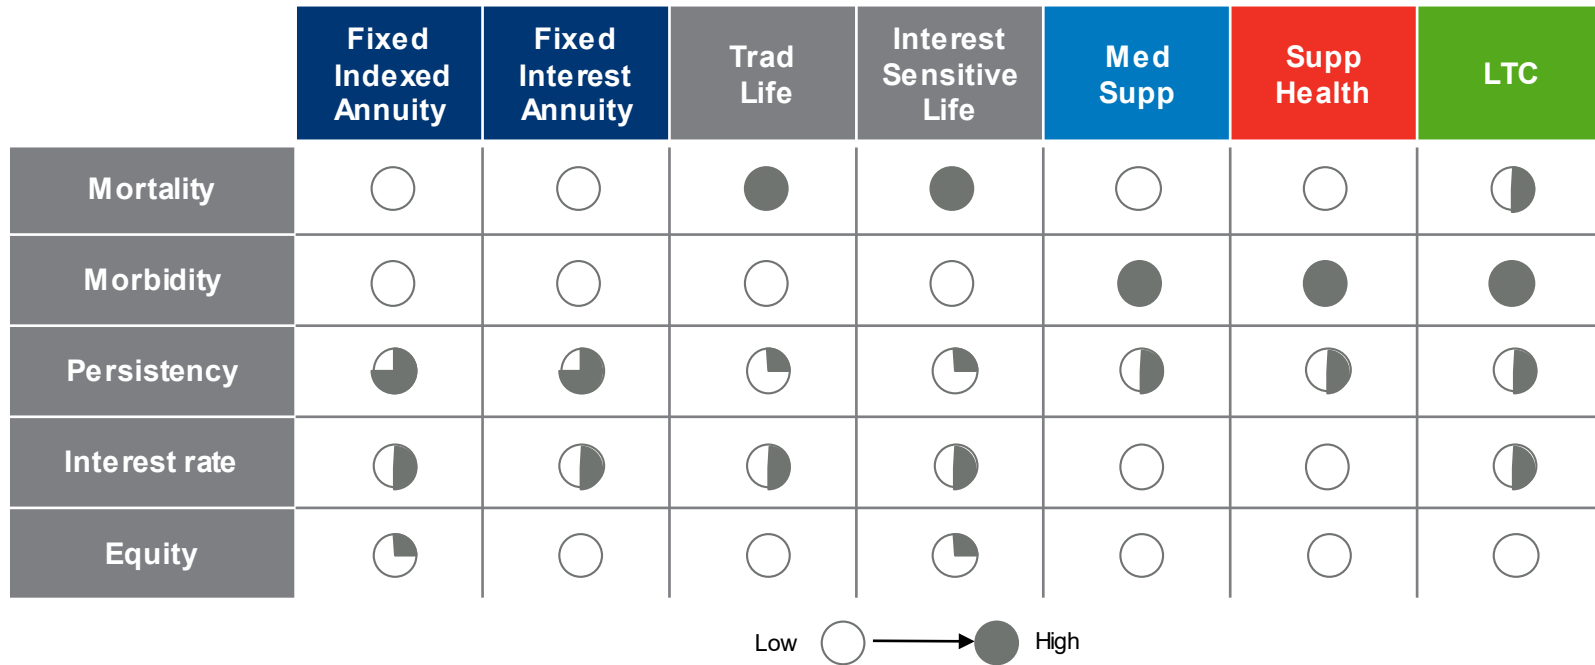 Fixed
Indexed
Annuity
Fixed
Interest
Annuity
Trad
Life
Interest
Sensitive
Life
Med
Supp
Supp
Health
LTC
Mortality
Morbidity
Persistency
Interest rate
Equity
Low
High